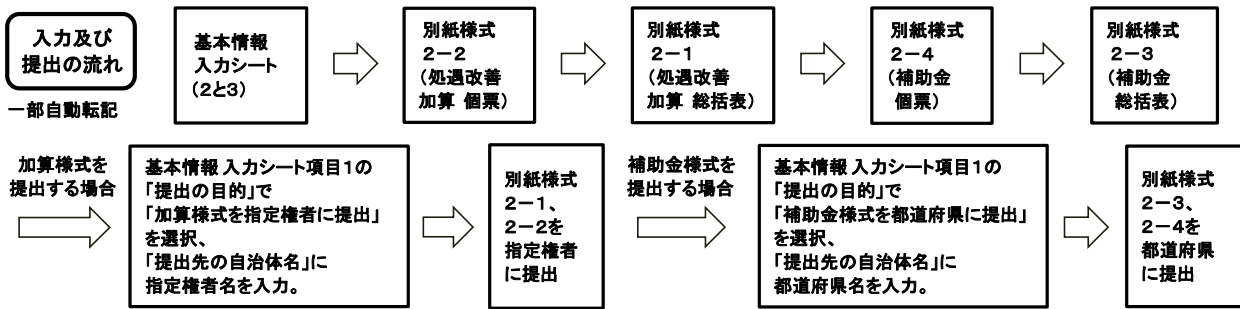 入力及び
提出の流れ
一部自動転記
基本情報
入力シート
(2と3)
別紙様式
2－2
(処遇改善
加算 個票)
別紙様式
2－1
(処遇改善
加算 総括表)
別紙様式
2－4
(補助金
個票)
別紙様式
2－3
(補助金
総括表)
加算様式を
提出する場合
基本情報 入力シート項目1の
「提出の目的」で
「加算様式を指定権者に提出」
を選択、
「提出先の自治体名」に
指定権者名を入力。
別紙様式
2－1、
2－2を
指定権者
に提出
補助金様式を
提出する場合
基本情報 入力シート項目1の
「提出の目的」で
「補助金様式を都道府県に提出」
を選択、
「提出先の自治体名」に
都道府県名を入力。
別紙様式
2－3、
2－4を
都道府県
に提出